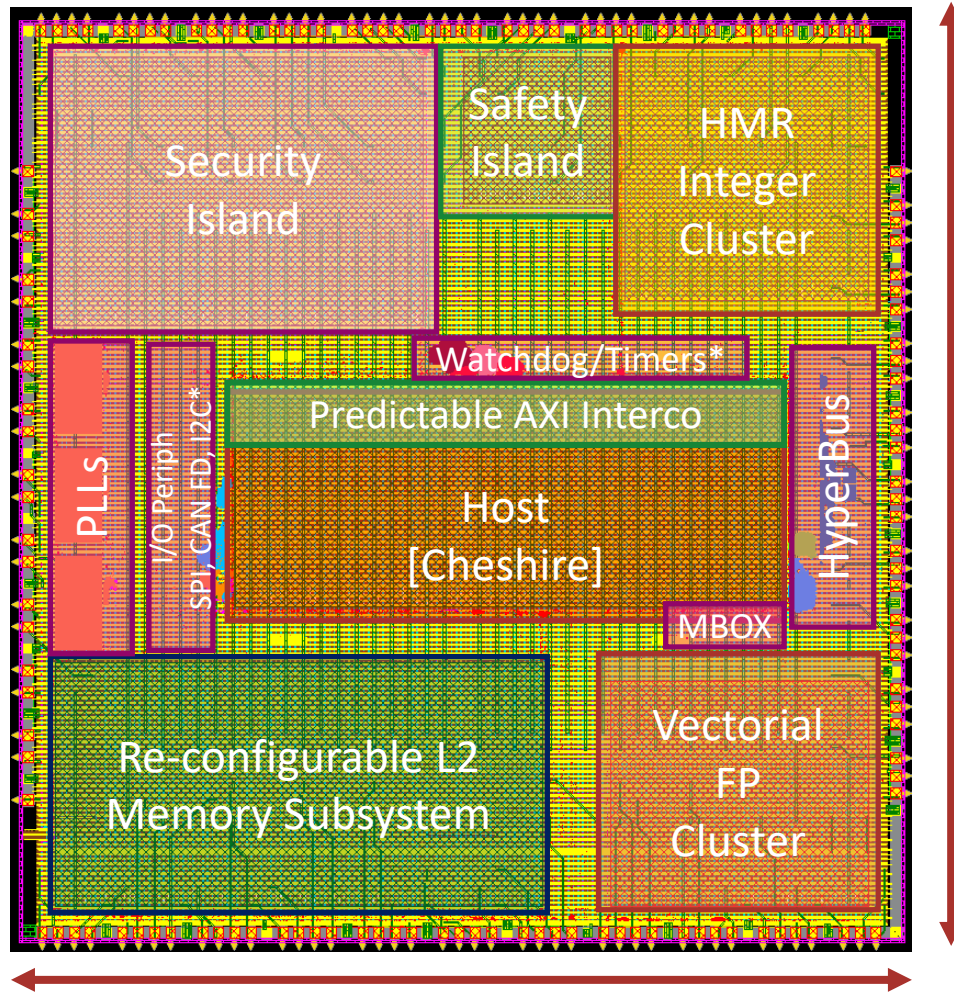 Security
Island
Safety
Island
HMR
Integer
Cluster
Watchdog/Timers*
Predictable AXI Interco
PLLs
I/O Periph
SPI, CAN FD, I2C*
Host
[Cheshire]
HyperBus
MBOX
Re-configurable L2
Memory Subsystem
Vectorial
FP
Cluster